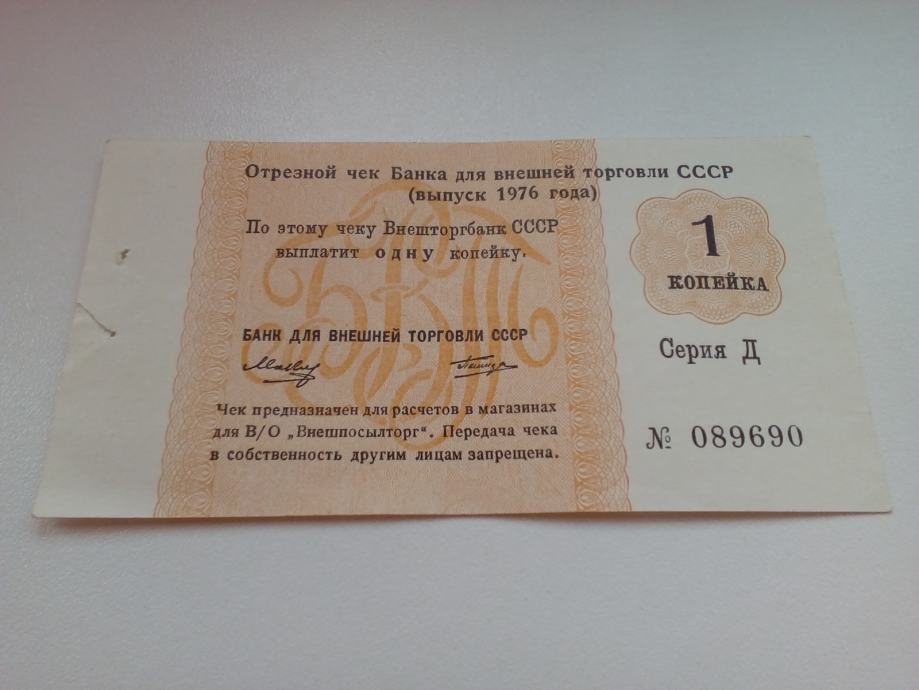 Отрезной чек Банка для внешней торговли СССР
(выпуск 1976 года)
По этому чеку Внешторгбанк СССР
выплатит одну копейку.
1
КОПЕЙКА
БАНК ДЛЯ ВНЕШНЕЙ ТОРГОВЛИ СССР
Серия Д
Чек предназначен для расчетов в магазинах
для В/О „Внешпосылторг“. Передача чека
в собственность другим лицам запрещена.
№ 089690